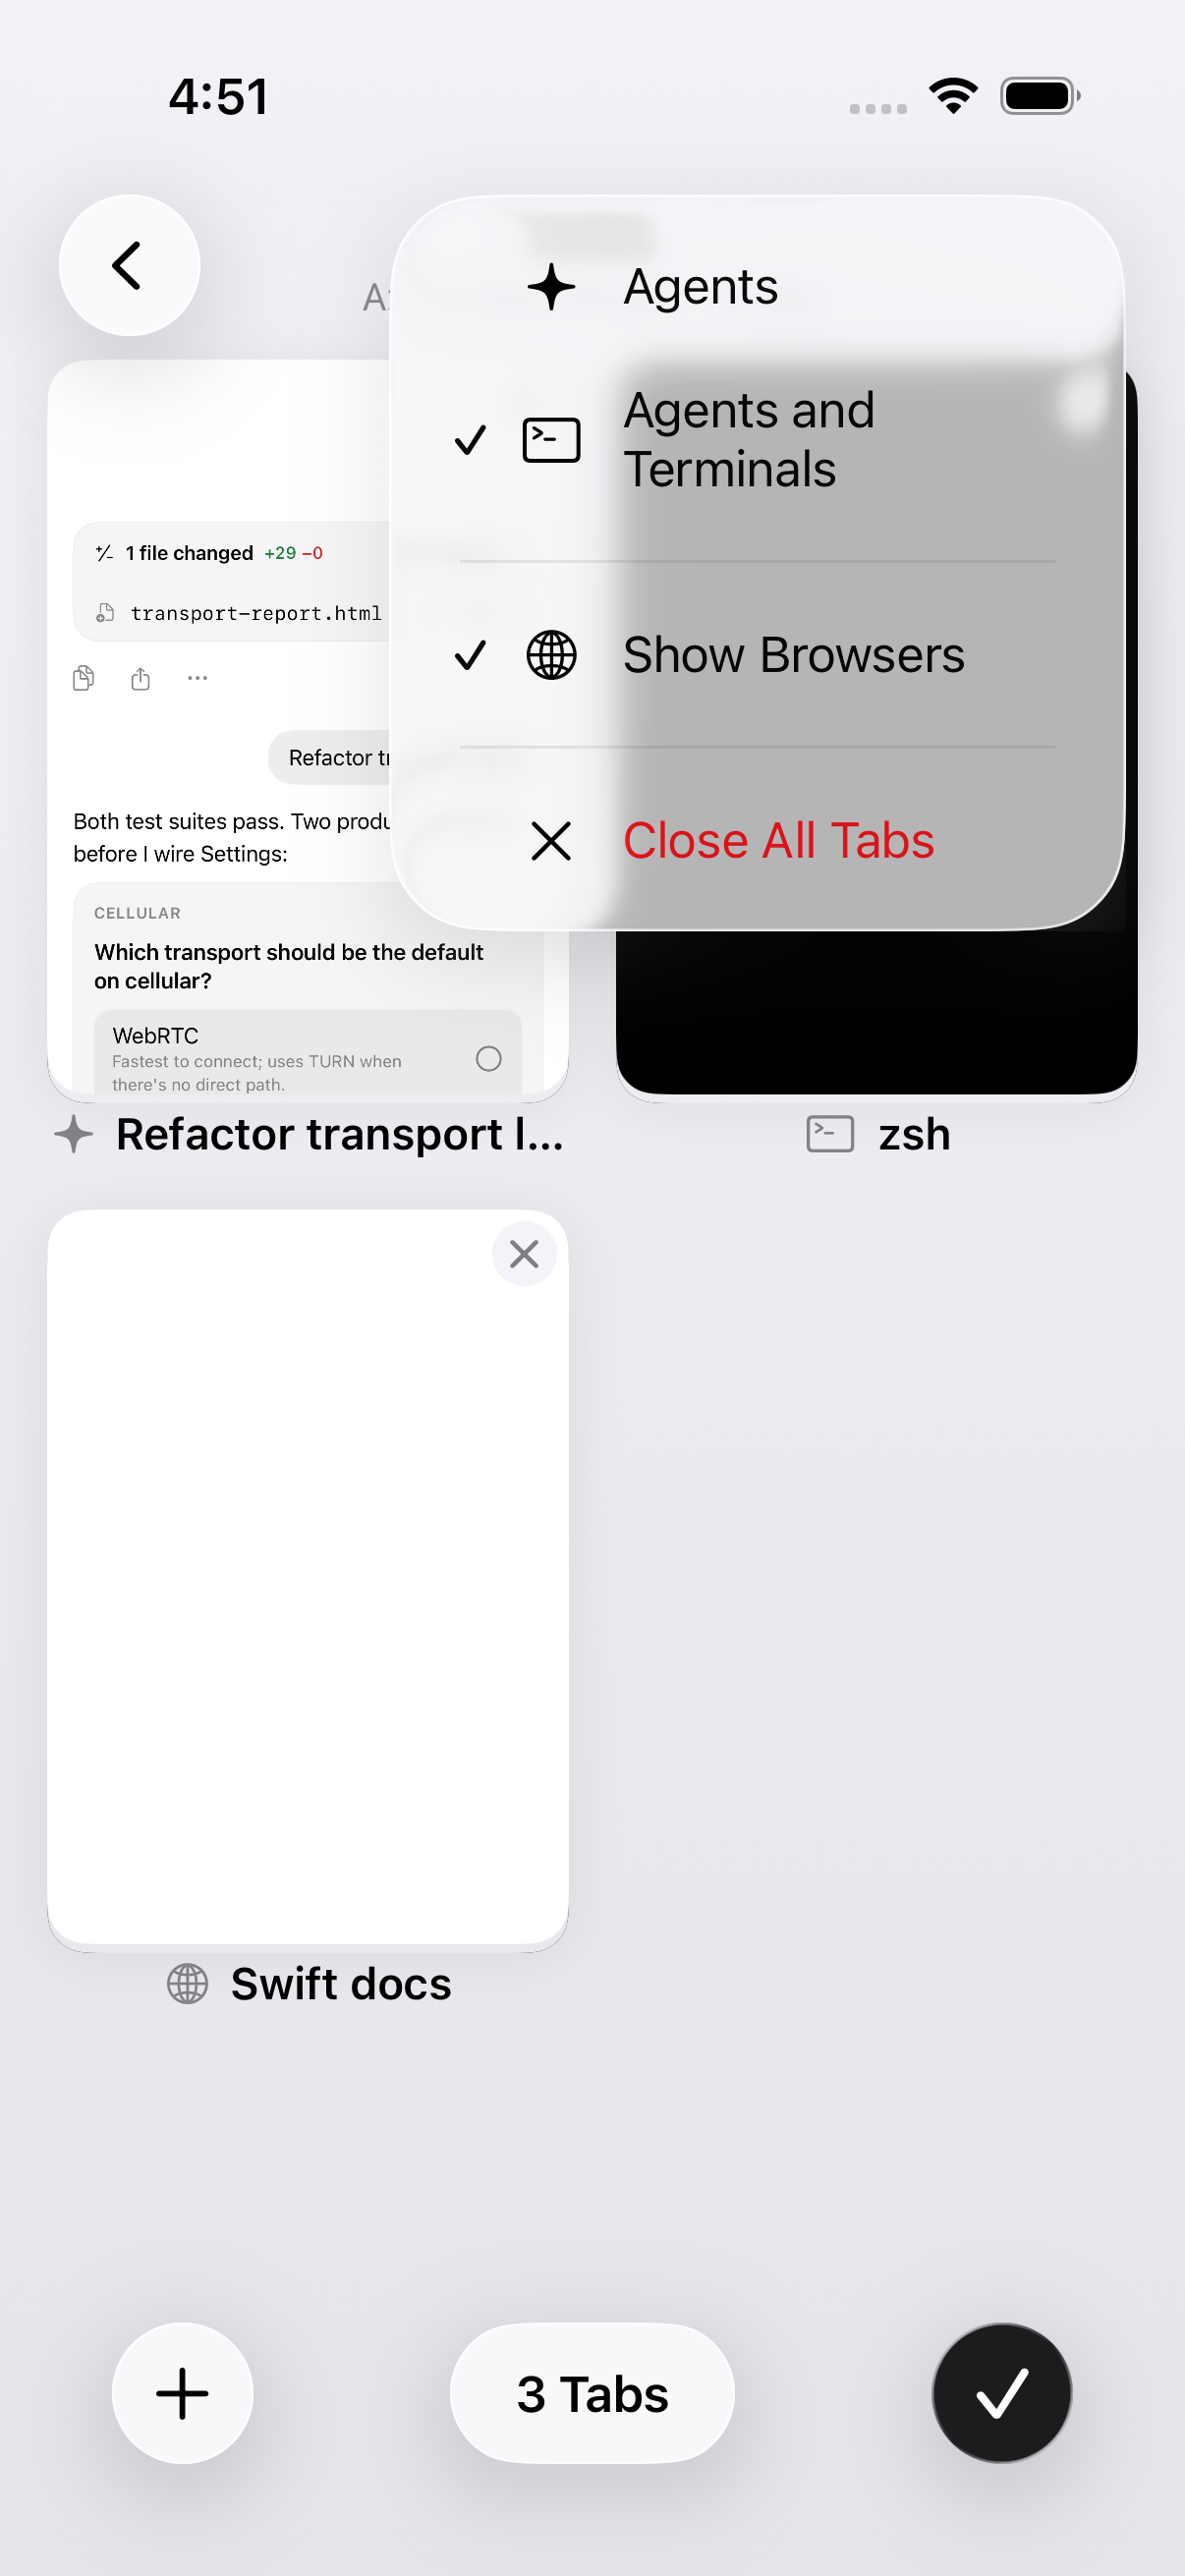 4:51
Agents
Agents and
Terminals
Show Browsers
Close All Tabs
1 file changed +29 −0
transport-report.html
Refactor
Both test suites pass. Two
before I wire Settings:
CELLULAR
Which transport should be the default
on cellular?
WebRTC
Fastest to connect; uses TURN when
there's no direct path.
Refactor transport l...
zsh
Swift docs
3 Tabs